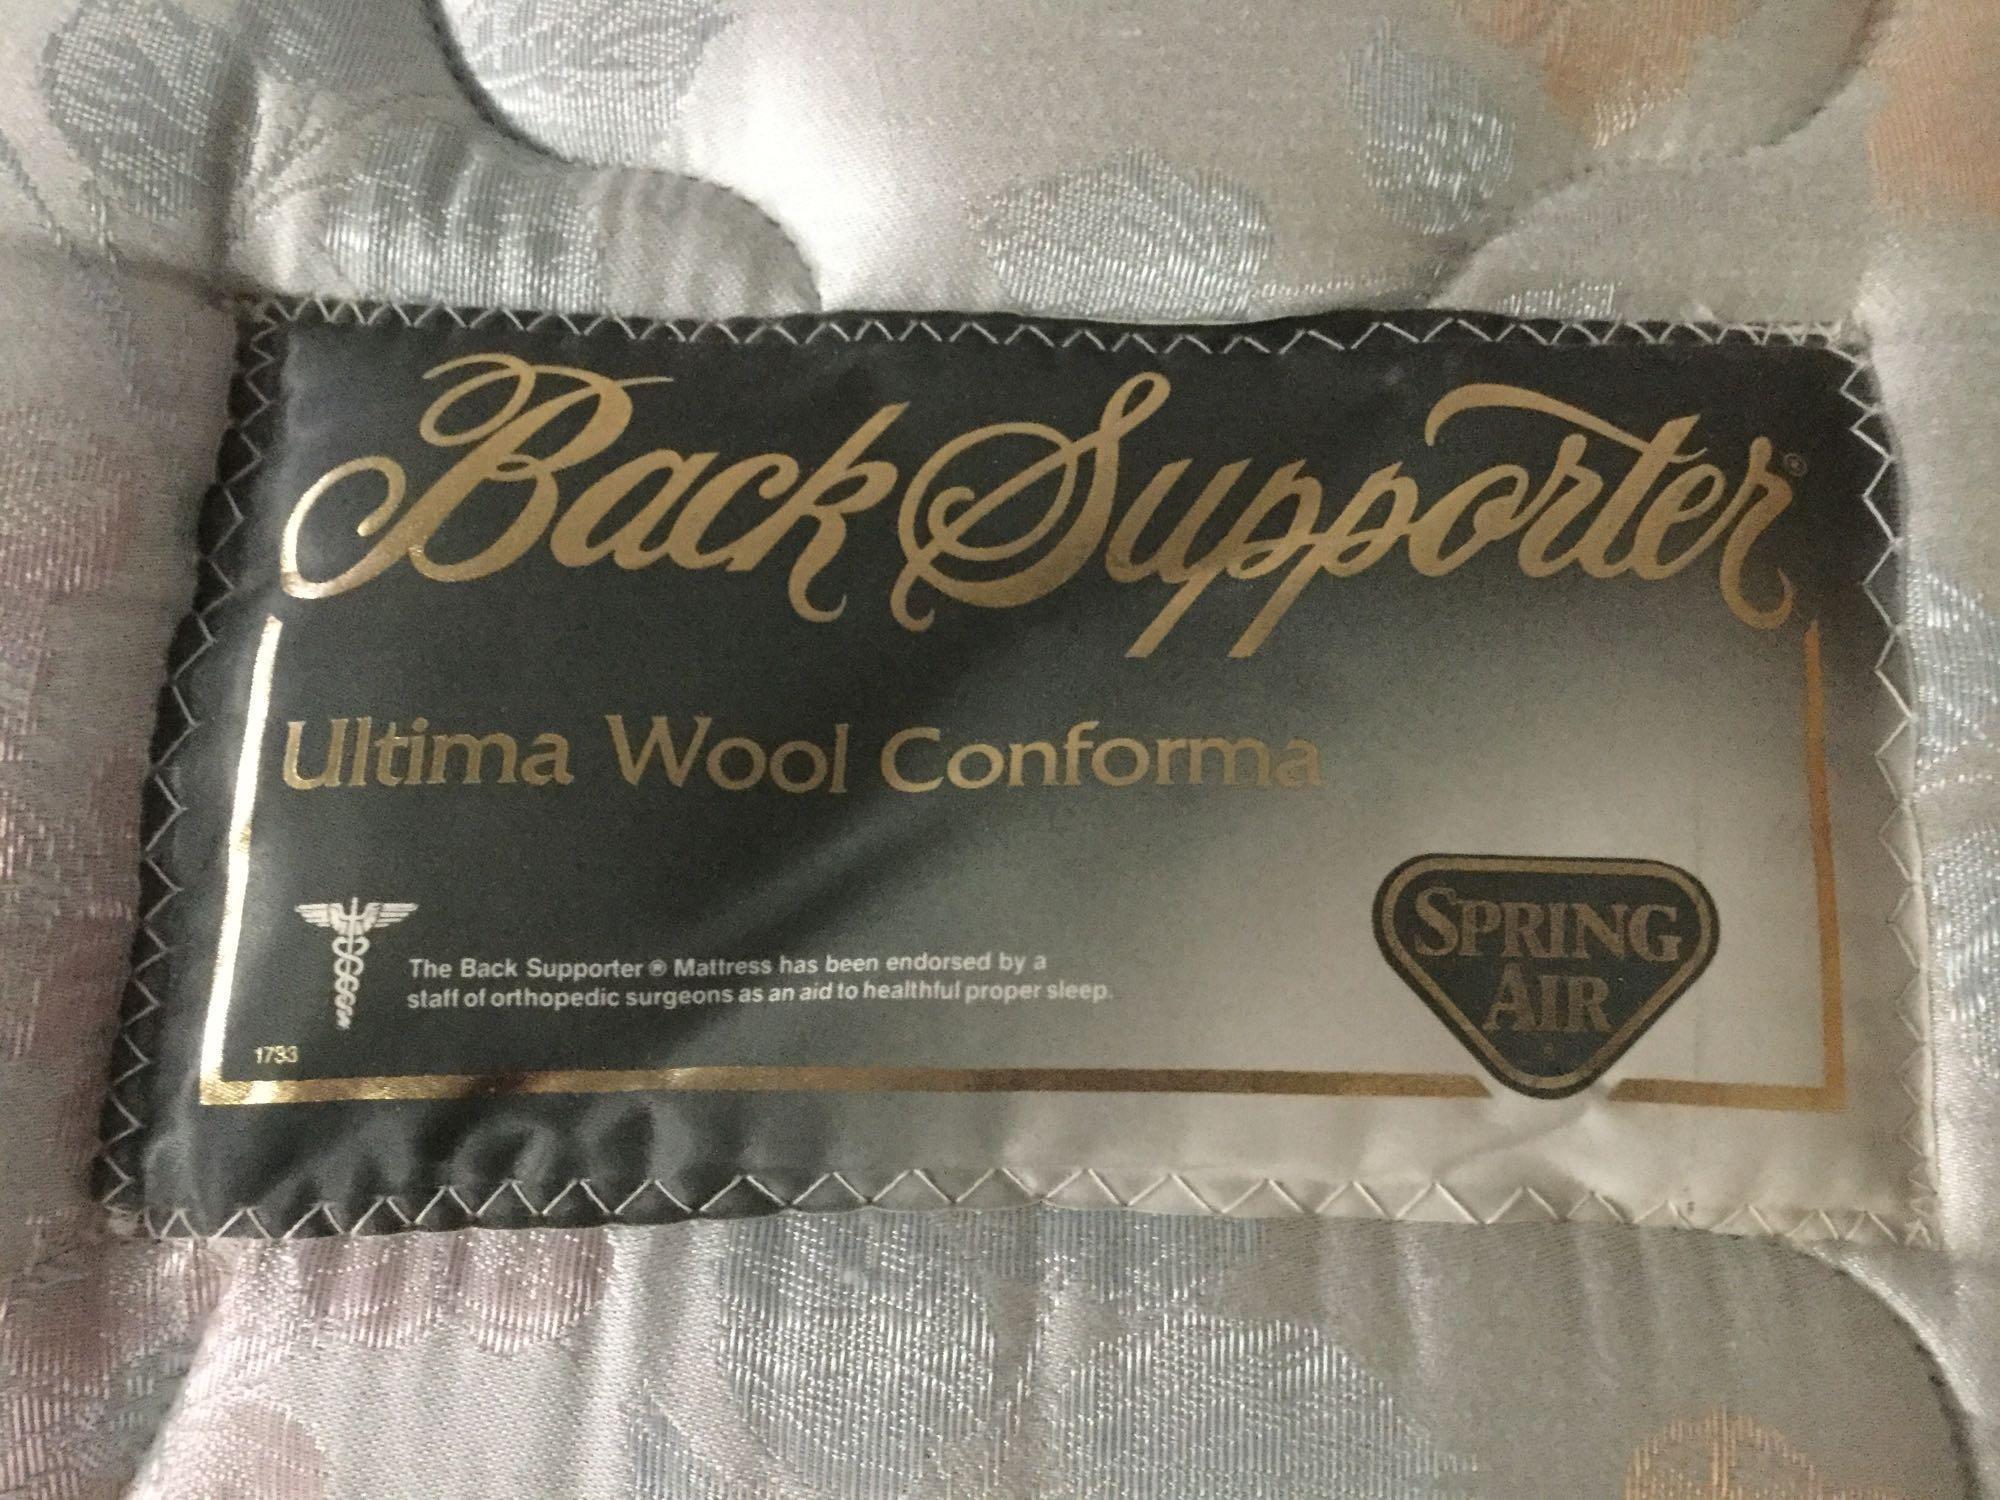 Back Supporter®
Ultima Wool Conforma
The Back Supporter ® Mattress has been endorsed by a
staff of orthopedic surgeons as an aid to healthful proper sleep.
SPRING
AIR
®
1733